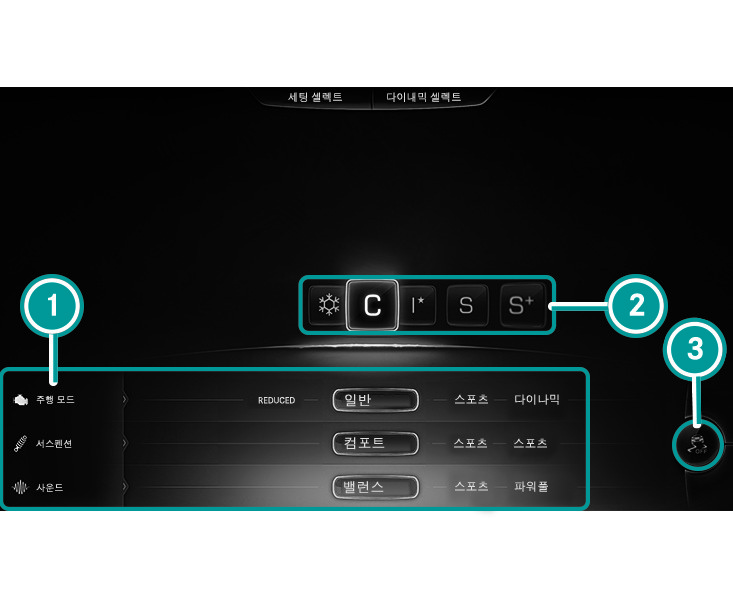 세팅 셀렉트 다이내믹 셀렉트
1
C I* S S+
2
3
주행 모드 REDUCED 일반 스포츠 다이나믹
OFF
서스펜션 컴포트 스포츠 스포츠
사운드 밸런스 스포츠 파워풀